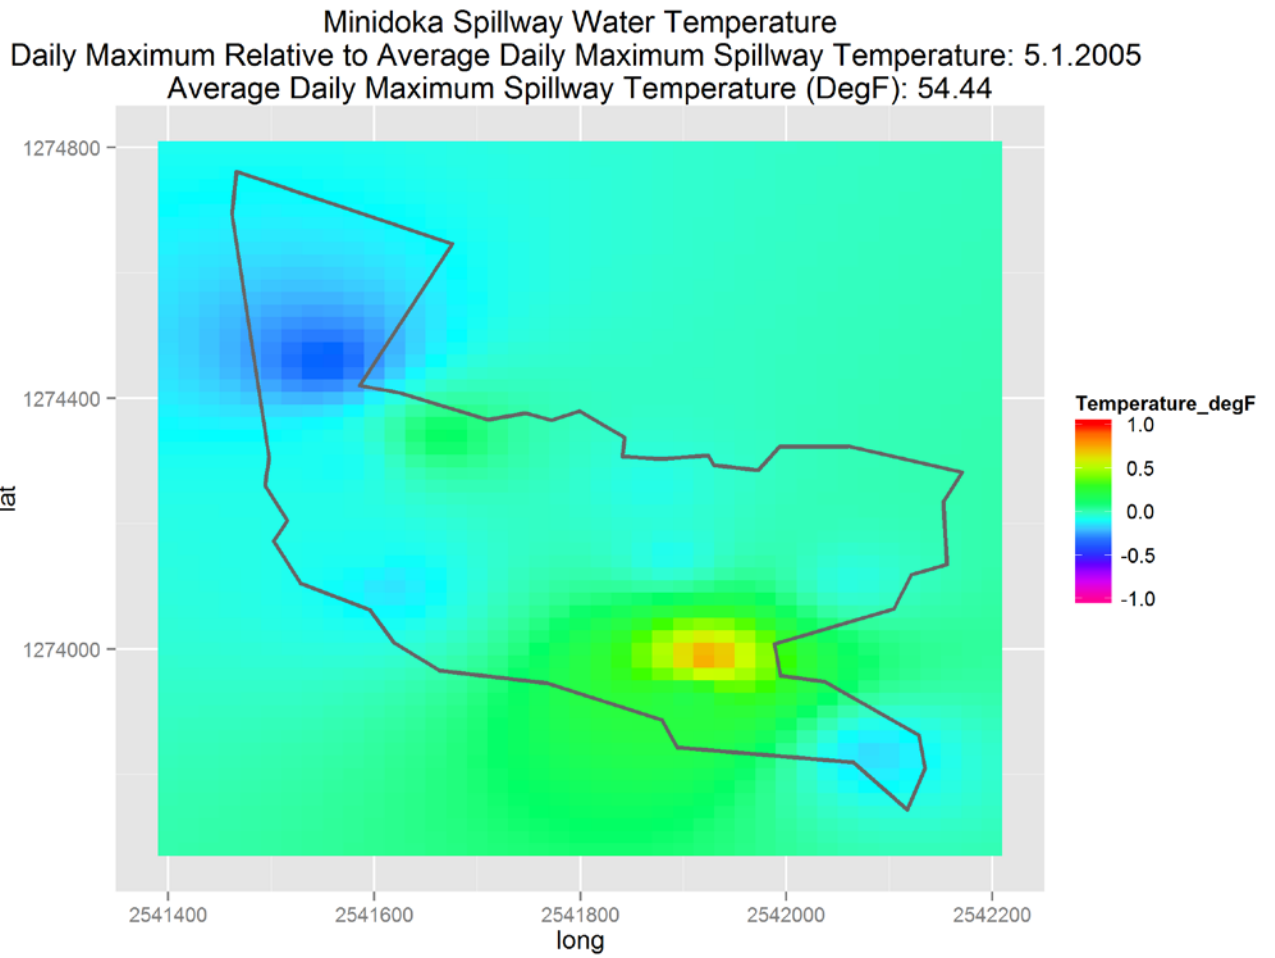 Minidoka Spillway Water Temperature
Daily Maximum Relative to Average Daily Maximum Spillway Temperature: 5.1.2005
Average Daily Maximum Spillway Temperature (DegF): 54.44
1274800
1274400
1274000
lat
2541400 2541600 2541800 2542000 2542200
long
Temperature_degF
1.0
0.5
0.0
-0.5
-1.0